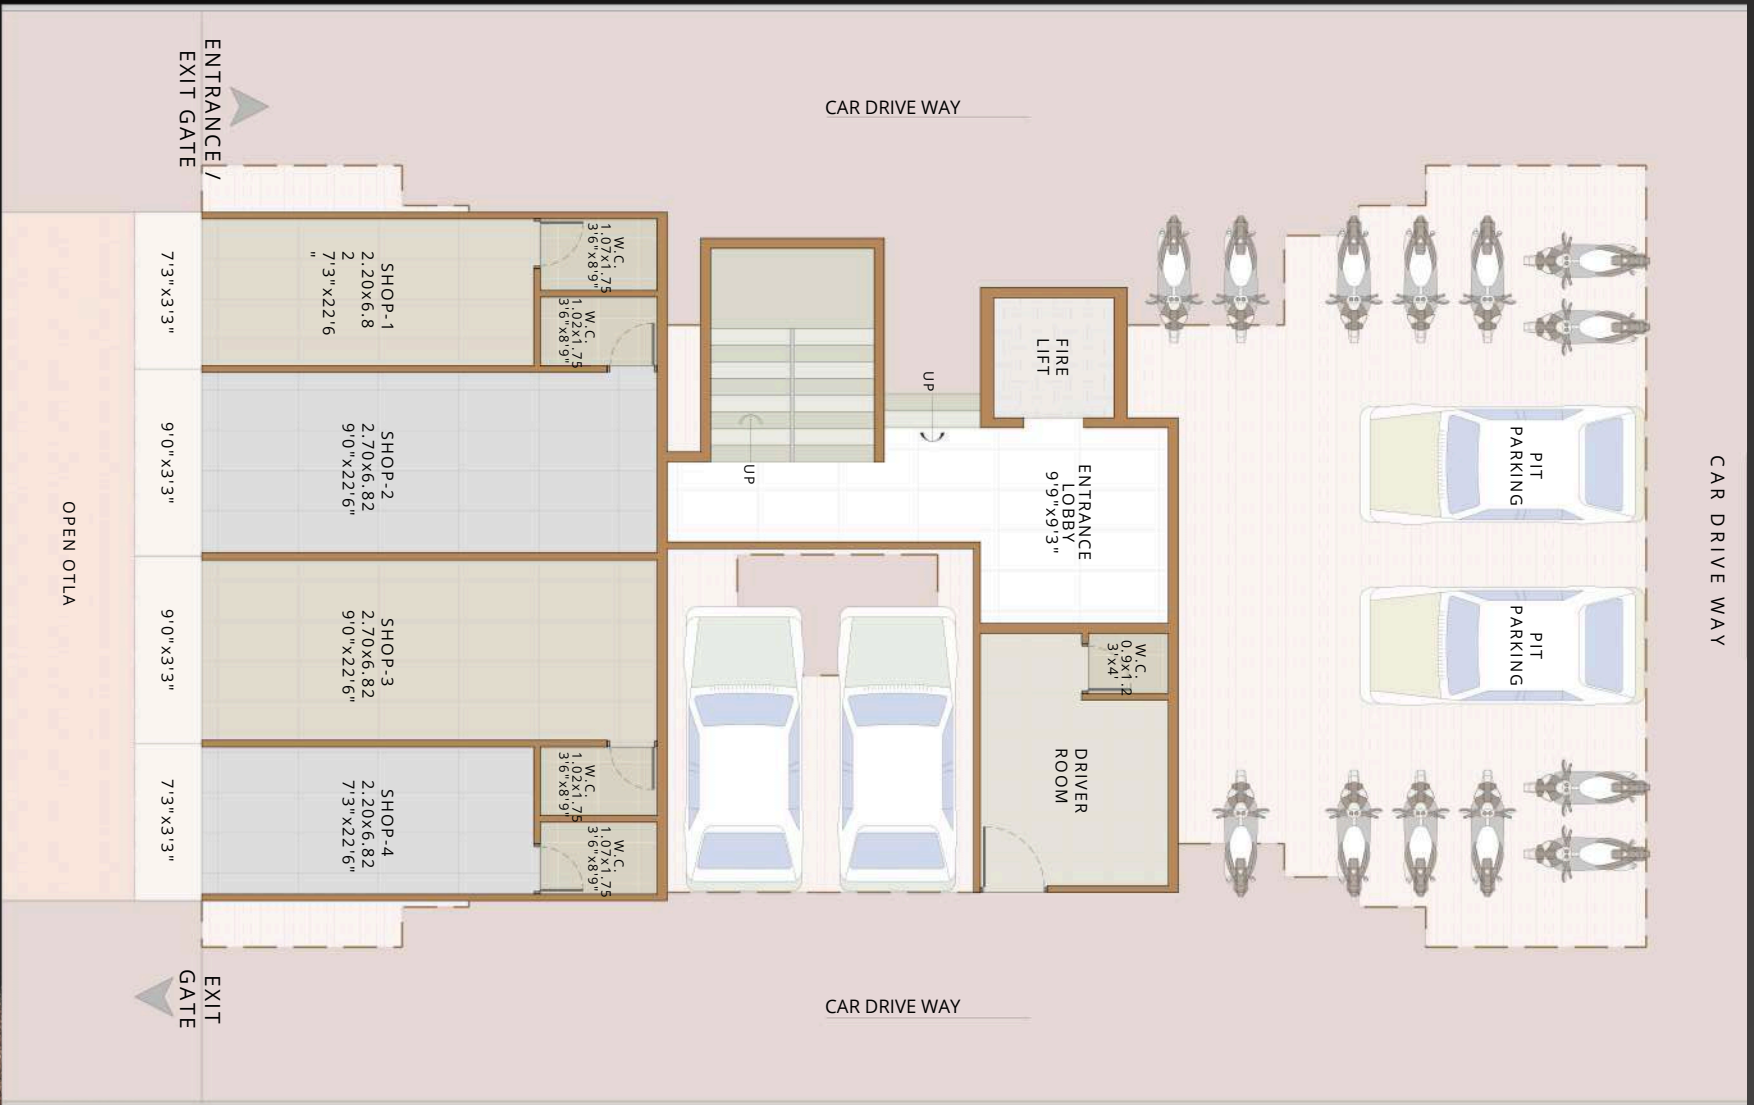 ENTRANCE /
EXIT GATE
CAR DRIVE WAY
7'3"x3'3"
SHOP-1
2.20x6.8
2
7'3"x22'6
"
W.C.
1.07x1.75
3'6"x8'9"
W.C.
1.02x1.75
3'6"x8'9"
9'0"x3'3"
SHOP-2
2.70x6.82
9'0"x22'6"
UP
UP
FIRE
LIFT
ENTRANCE
LOBBY
9'9"x9'3"
PIT
PARKING
CAR DRIVE WAY
OPEN OTLA
9'0"x3'3"
SHOP-3
2.70x6.82
9'0"x22'6"
W.C.
0.9x1.2
3'x4'
PIT
PARKING
7'3"x3'3"
SHOP-4
2.20x6.82
7'3"x22'6"
W.C.
1.02x1.75
3'6"x8'9"
W.C.
1.07x1.75
3'6"x8'9"
DRIVER
ROOM
EXIT
GATE
CAR DRIVE WAY